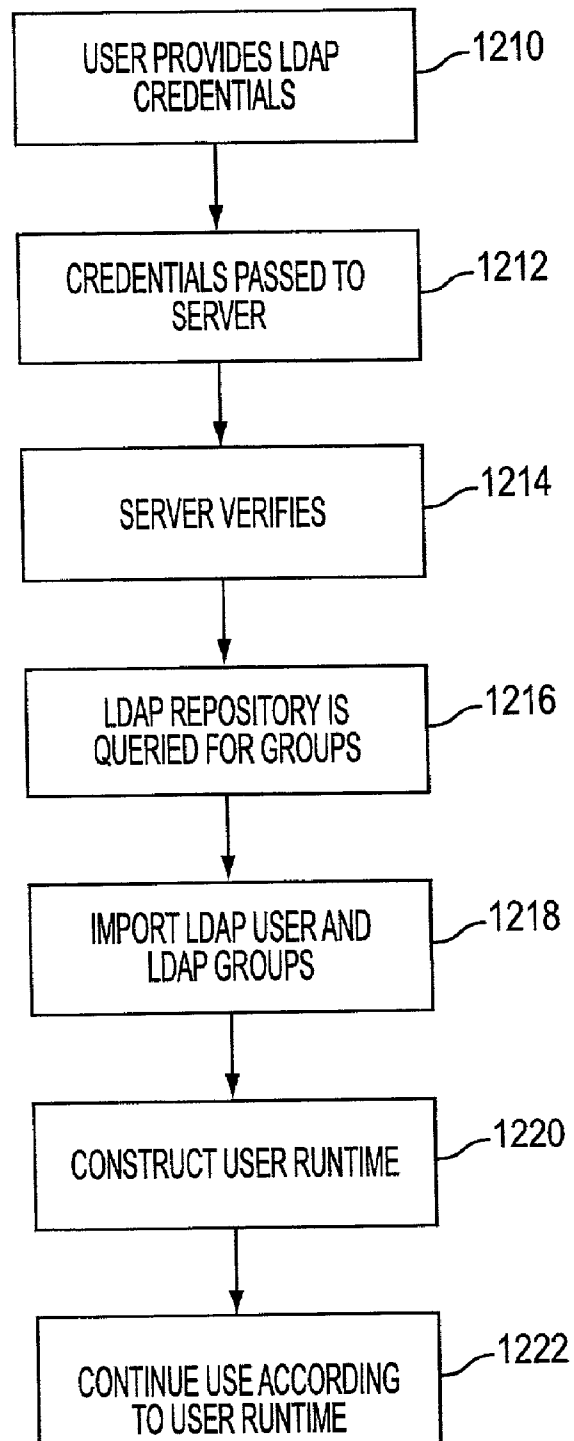 USER PROVIDES LDAP
CREDENTIALS
1210
CREDENTIALS PASSED TO
SERVER
1212
SERVER VERIFIES
1214
LDAP REPOSITORY IS
QUERIED FOR GROUPS
1216
IMPORT LDAP USER AND
LDAP GROUPS
1218
CONSTRUCT USER RUNTIME
1220
CONTINUE USE ACCORDING
TO USER RUNTIME
1222